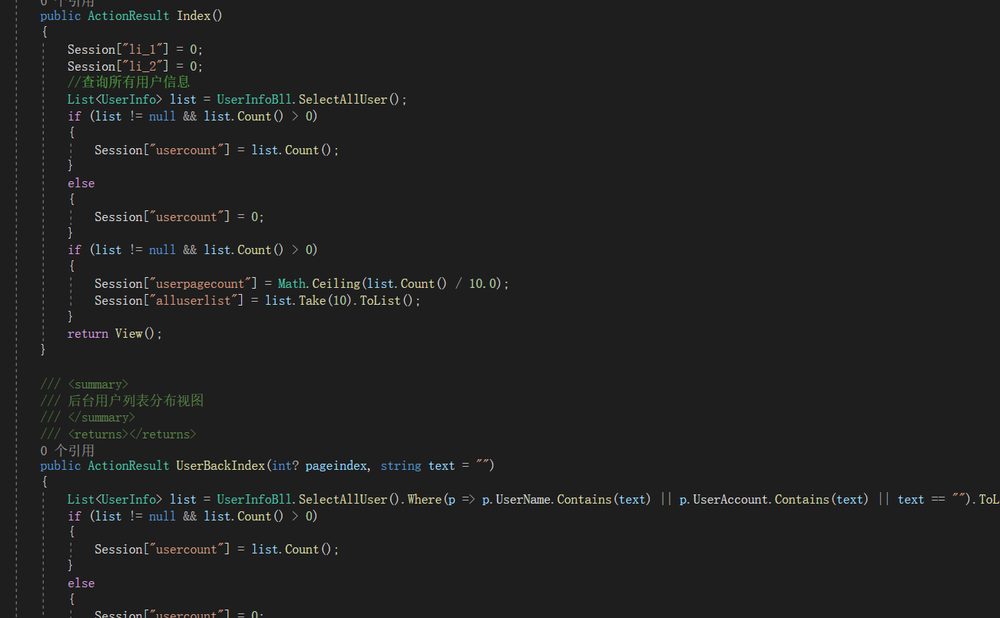 0 个引用
public ActionResult Index()
{
Session["li_1"] = 0;
Session["li_2"] = 0;
//查询所有用户信息
List<UserInfo> list = UserInfoBll.SelectAllUser();
if (list != null && list.Count() > 0)
{
Session["usercount"] = list.Count();
}
else
{
Session["usercount"] = 0;
}
if (list != null && list.Count() > 0)
{
Session["userpagecount"] = Math.Ceiling(list.Count() / 10.0);
Session["alluserlist"] = list.Take(10).ToList();
}
return View();
}
/// <summary>
/// 后台用户列表分布视图
/// </summary>
/// <returns></returns>
0 个引用
public ActionResult UserBackIndex(int? pageindex, string text = "")
{
List<UserInfo> list = UserInfoBll.SelectAllUser().Where(p => p.UserName.Contains(text) || p.UserAccount.Contains(text) || text == "").ToL
if (list != null && list.Count() > 0)
{
Session["usercount"] = list.Count();
}
else
{
Session["usercount"] = 0;